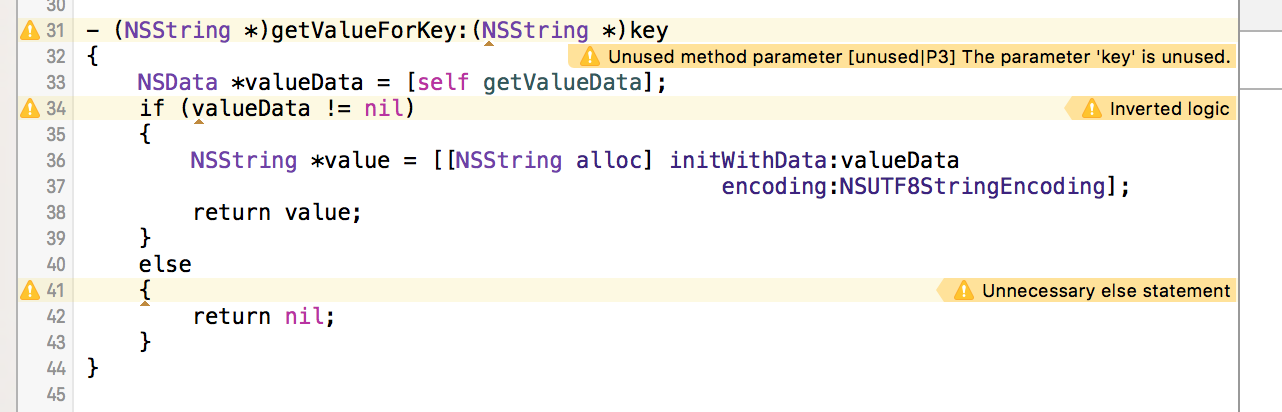 30
31 - (NSString *)getValueForKey:(NSString *)key
32 { Unused method parameter [unused|P3] The parameter 'key' is unused.
33 NSData *valueData = [self getValueData];
34 if (valueData != nil) Inverted logic
35 {
36 NSString *value = [[NSString alloc] initWithData:valueData
37 encoding:NSUTF8StringEncoding];
38 return value;
39 }
40 else
41 { Unnecessary else statement
42 return nil;
43 }
44 }
45